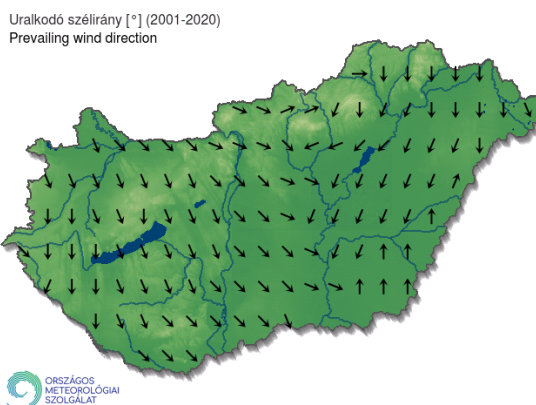 Uralkodó szélirány [°] (2001-2020)
Prevailing wind direction
ORSZÁGOS
METEOROLÓGIAI
SZOLGÁLAT